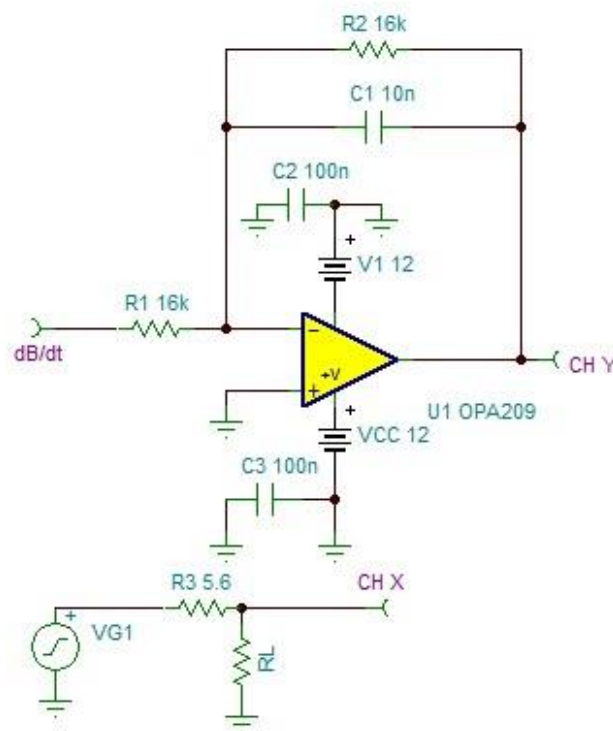 R2 16k
C1 10n
C2 100n
+
V1 12
R1 16k
dB/dt
−
+
+V
CH Y
U1 OPA209
+
VCC 12
C3 100n
R3 5.6
CH X
+
VG1
RL